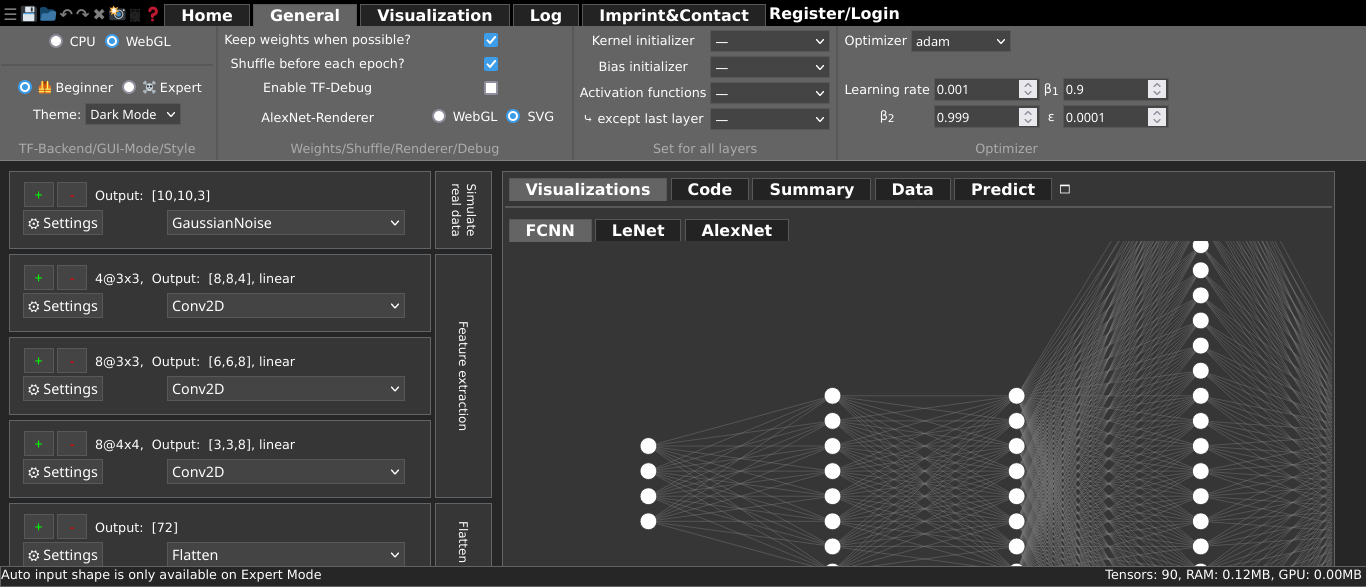 Home General Visualization Log Imprint&Contact Register/Login
CPU WebGL
Beginner Expert
Theme: Dark Mode
TF-Backend/GUI-Mode/Style
Keep weights when possible?
Shuffle before each epoch?
Enable TF-Debug
AlexNet-Renderer WebGL SVG
Weights/Shuffle/Renderer/Debug
Kernel initializer —
Bias initializer —
Activation functions —
↳ except last layer —
Set for all layers
Optimizer adam
Learning rate 0.001 β1 0.9
β2 0.999 ε 0.0001
Optimizer
+ - Output: [10,10,3]
Settings GaussianNoise
Simulate
real data
+ - 4@3x3, Output: [8,8,4], linear
Settings Conv2D
+ - 8@3x3, Output: [6,6,8], linear
Settings Conv2D
+ - 8@4x4, Output: [3,3,8], linear
Settings Conv2D
Feature extraction
+ - Output: [72]
Settings Flatten
Flatten
Visualizations Code Summary Data Predict
FCNN LeNet AlexNet
Auto input shape is only available on Expert Mode
Tensors: 90, RAM: 0.12MB, GPU: 0.00MB